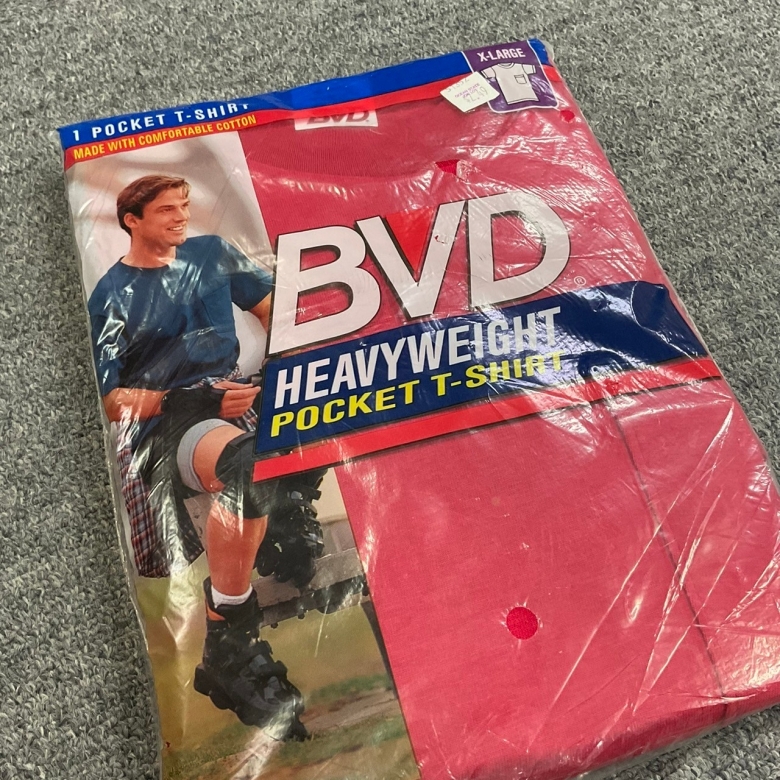 X-LARGE
1 POCKET T-SHIRT
MADE WITH COMFORTABLE COTTON
BVD
BVD®
HEAVYWEIGHT
POCKET T-SHIRT